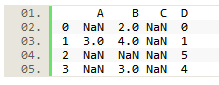 01.      A    B   C  D
02. 0  NaN  2.0 NaN  0
03. 1  3.0  4.0 NaN  1
04. 2  NaN  NaN NaN  5
05. 3  NaN  3.0 NaN  4